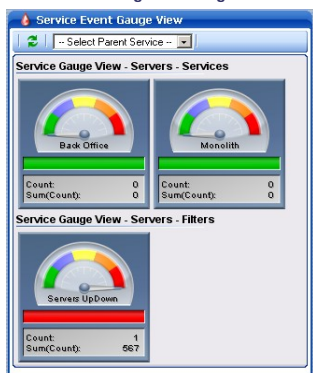 Service Event Gauge View
-- Select Parent Service --
Service Gauge View - Servers - Services
Back Office
Monolith
Count: 0
Sum(Count): 0
Count: 0
Sum(Count): 0
Service Gauge View - Servers - Filters
Servers UpDown
Count: 1
Sum(Count): 567